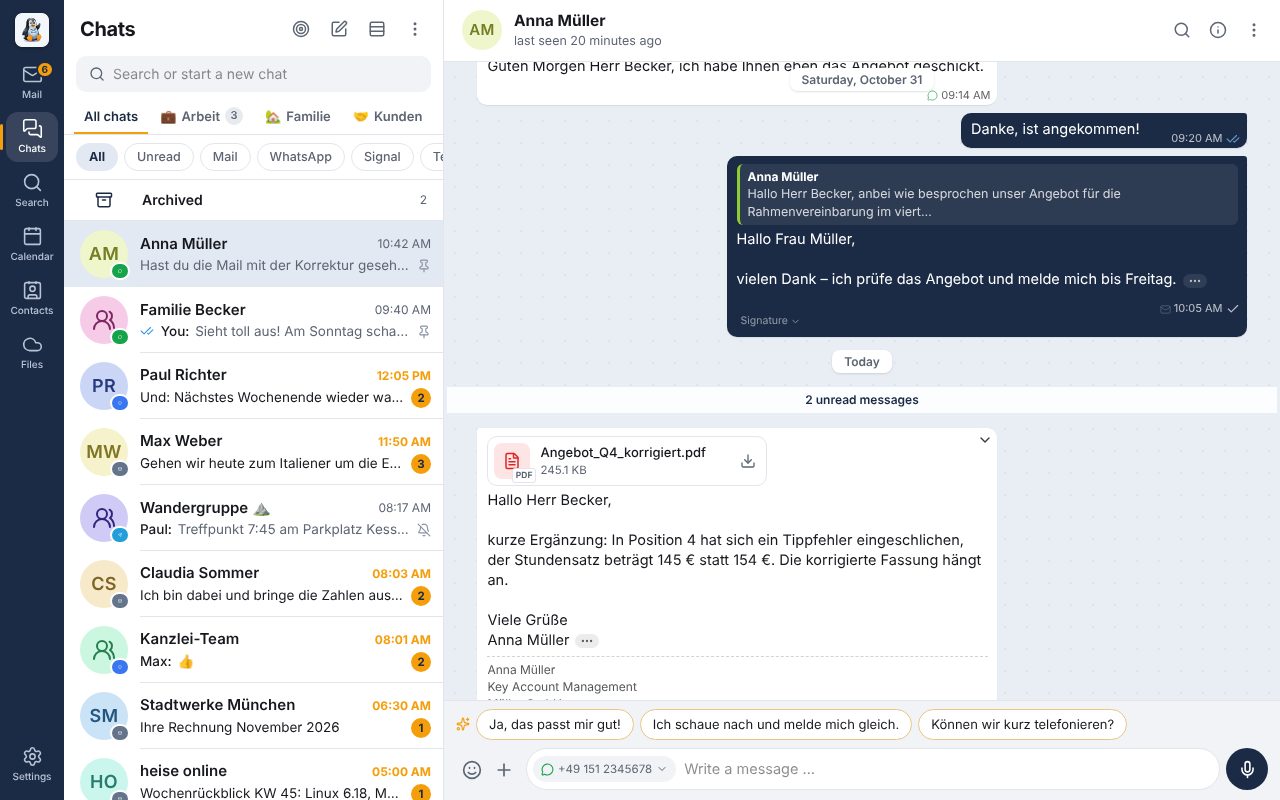 Mail
6
Chats
Search
Calendar
Contacts
Files
Settings
Chats
Search or start a new chat
All chats
Arbeit 3
Familie
Kunden
All
Unread
Mail
WhatsApp
Signal
Archived
2
Anna Müller
10:42 AM
Hast du die Mail mit der Korrektur geseh...
Familie Becker
09:40 AM
You: Sieht toll aus! Am Sonntag scha...
Paul Richter
12:05 PM
Und: Nächstes Wochenende wieder wa...
2
Max Weber
11:50 AM
Gehen wir heute zum Italiener um die E...
3
Wandergruppe
08:17 AM
Paul: Treffpunkt 7:45 am Parkplatz Kess...
Claudia Sommer
08:03 AM
Ich bin dabei und bringe die Zahlen aus...
2
Kanzlei-Team
08:01 AM
Max: 👍
2
Stadtwerke München
06:30 AM
Ihre Rechnung November 2026
1
heise online
05:00 AM
Wochenrückblick KW 45: Linux 6.18, M...
1
AM
PR
MW
CS
SM
HO
AM
Anna Müller
last seen 20 minutes ago
Guten Morgen Herr Becker, ich habe Ihnen eben das Angebot geschickt.
Saturday, October 31
09:14 AM
Danke, ist angekommen!
09:20 AM
Anna Müller
Hallo Herr Becker, anbei wie besprochen unser Angebot für die
Rahmenvereinbarung im viert...
Hallo Frau Müller,
vielen Dank – ich prüfe das Angebot und melde mich bis Freitag.
10:05 AM
Signature
Today
2 unread messages
Angebot_Q4_korrigiert.pdf
PDF
245.1 KB
Hallo Herr Becker,
kurze Ergänzung: In Position 4 hat sich ein Tippfehler eingeschlichen,
der Stundensatz beträgt 145 € statt 154 €. Die korrigierte Fassung hängt
an.
Viele Grüße
Anna Müller
Anna Müller
Key Account Management
Ja, das passt mir gut!
Ich schaue nach und melde mich gleich.
Können wir kurz telefonieren?
+49 151 2345678
Write a message ...